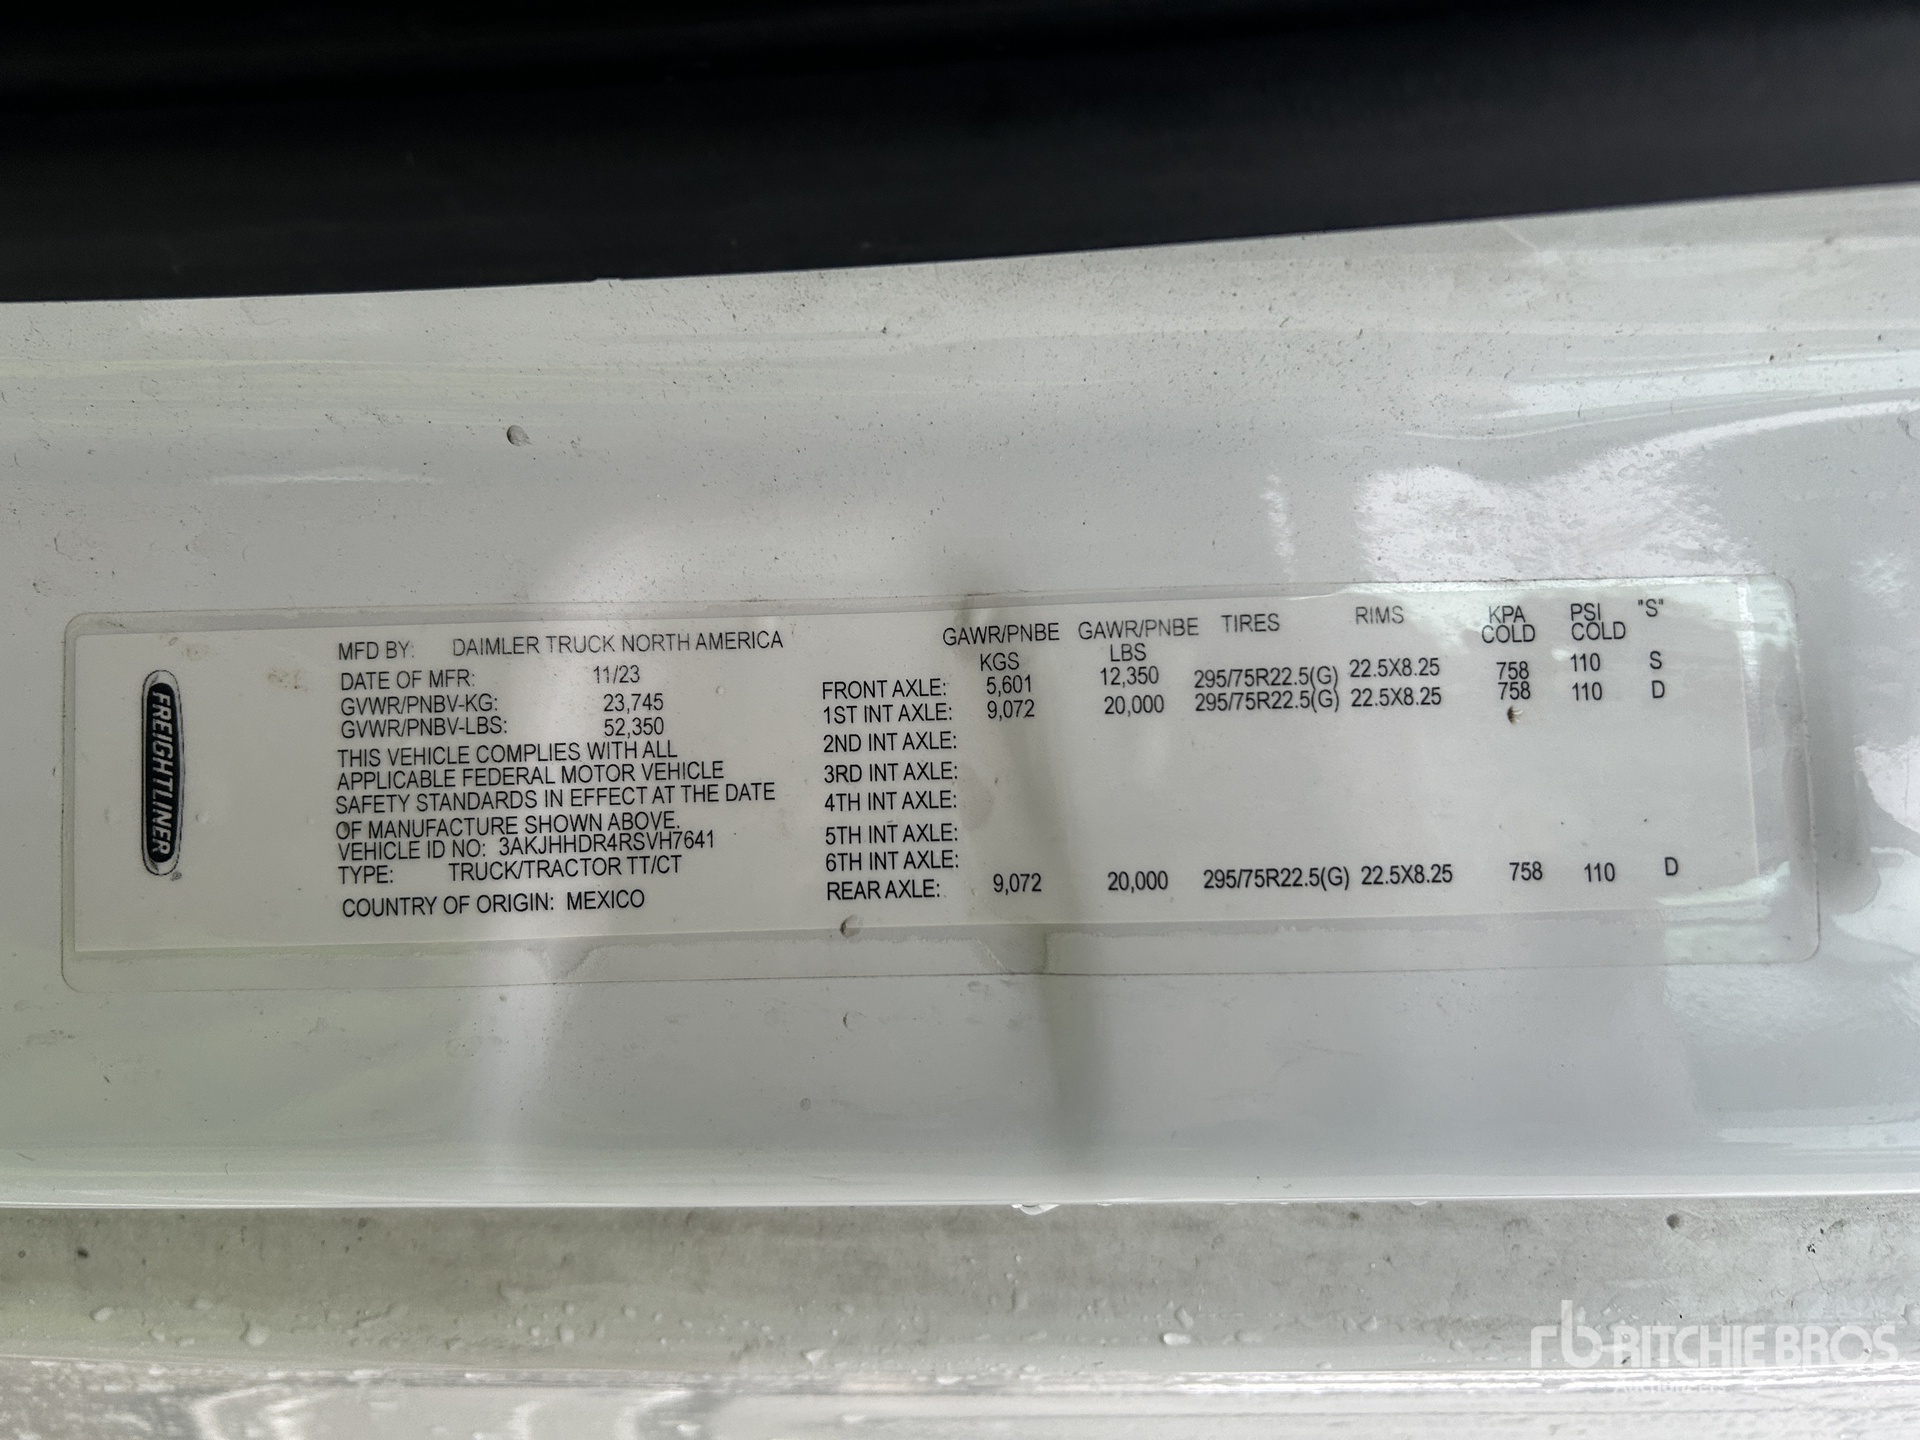 FREIGHTLINER®
MFD BY: DAIMLER TRUCK NORTH AMERICA
DATE OF MFR: 11/23
GVWR/PNBV-KG: 23,745
GVWR/PNBV-LBS: 52,350
THIS VEHICLE COMPLIES WITH ALL
APPLICABLE FEDERAL MOTOR VEHICLE
SAFETY STANDARDS IN EFFECT AT THE DATE
OF MANUFACTURE SHOWN ABOVE.
VEHICLE ID NO: 3AKJHHDR4RSVH7641
TYPE: TRUCK/TRACTOR TT/CT
COUNTRY OF ORIGIN: MEXICO
GAWR/PNBE GAWR/PNBE TIRES RIMS KPA PSI "S"
KGS LBS COLD COLD
FRONT AXLE: 5,601 12,350 295/75R22.5(G) 22.5X8.25 758 110 S
1ST INT AXLE: 9,072 20,000 295/75R22.5(G) 22.5X8.25 758 110 D
2ND INT AXLE:
3RD INT AXLE:
4TH INT AXLE:
5TH INT AXLE:
6TH INT AXLE:
REAR AXLE: 9,072 20,000 295/75R22.5(G) 22.5X8.25 758 110 D
rb RITCHIE BROS
Auctioneers